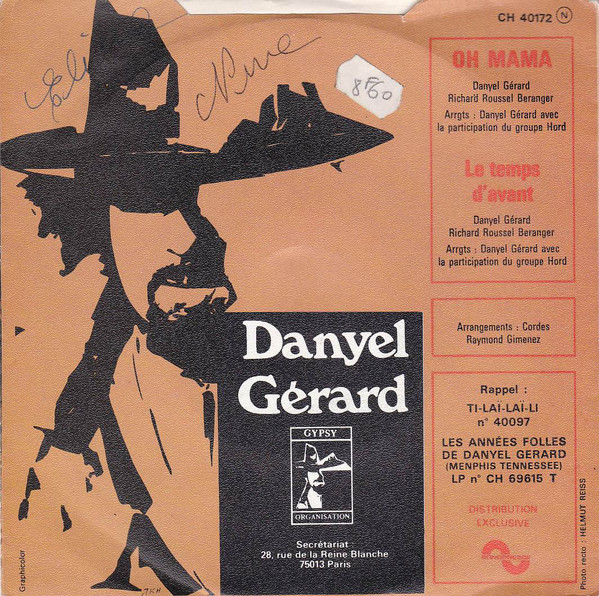 CH 40172 N
Eli
Nine
8F60
OH MAMA
Danyel Gérard
Richard Roussel Beranger
Arrgts : Danyel Gérard avec
la participation du groupe Hord
Le temps
d'avant
Danyel Gérard
Richard Roussel Beranger
Arrgts : Danyel Gérard avec
la participation du groupe Hord
Arrangements : Cordes
Raymond Gimenez
Danyel
Gérard
GYPSY
ORGANISATION
Secrétariat :
28, rue de la Reine Blanche
75013 Paris
Rappel :
TI-LAÏ-LAÏ-LI
n° 40097
LES ANNÉES FOLLES
DE DANYEL GERARD
(MENPHIS TENNESSEE)
LP n° CH 69615 T
DISTRIBUTION
EXCLUSIVE
Graphicolor
Photo recto : HELMUT REISS